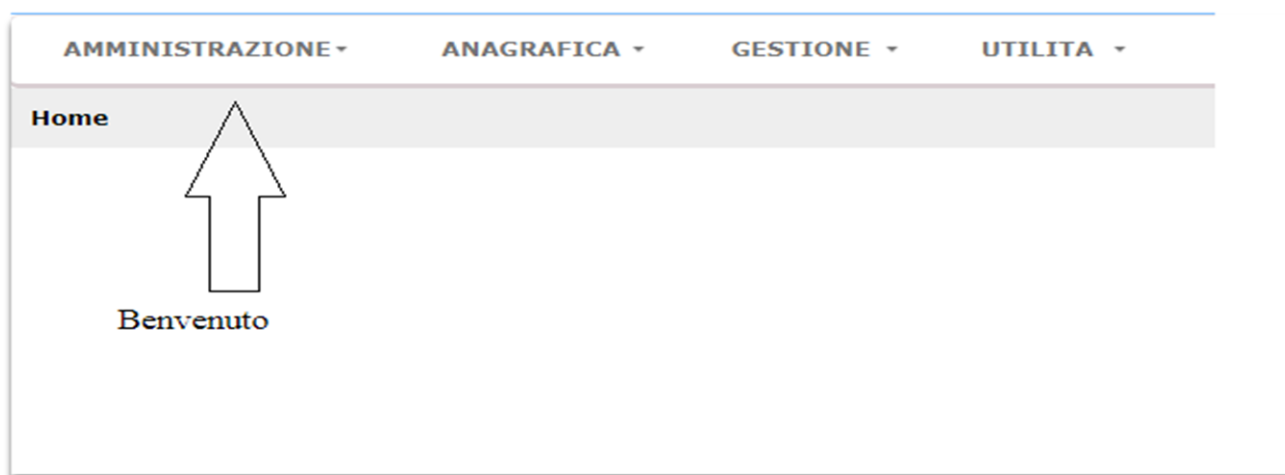 AMMINISTRAZIONE ANAGRAFICA GESTIONE UTILITA
Home
Benvenuto